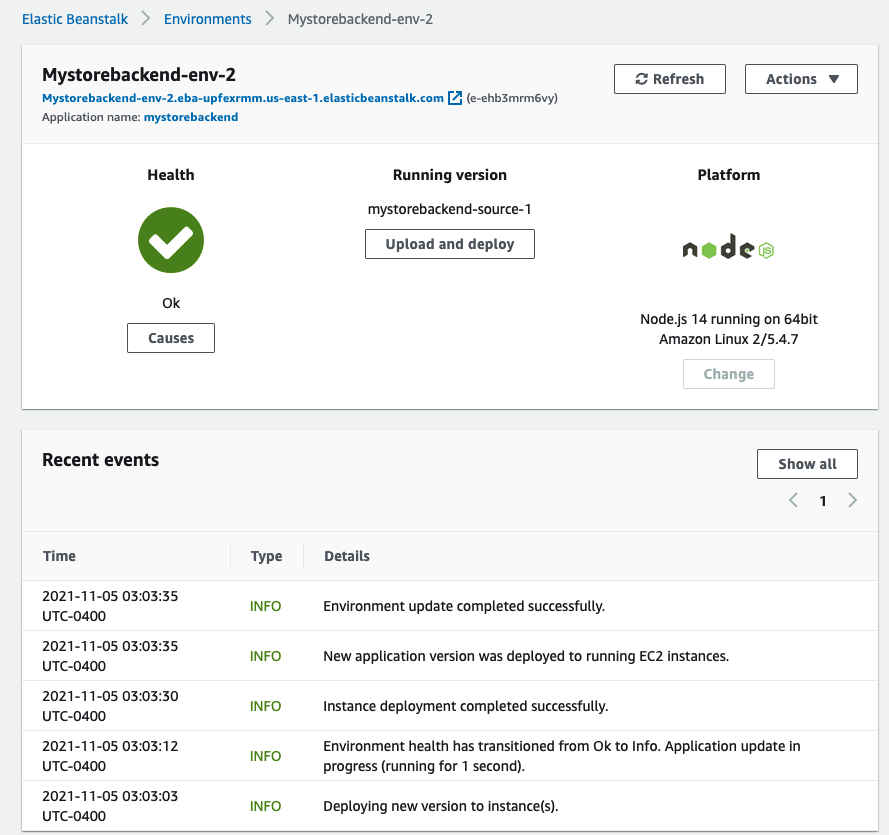 Elastic Beanstalk > Environments > Mystorebackend-env-2
Mystorebackend-env-2
Refresh
Actions ▼
Mystorebackend-env-2.eba-upfexrmm.us-east-1.elasticbeanstalk.com (e-ehb3mrm6vy)
Application name: mystorebackend
Health
Running version
Platform
mystorebackend-source-1
Upload and deploy
node
JS
Ok
Causes
Node.js 14 running on 64bit
Amazon Linux 2/5.4.7
Change
Recent events
Show all
< 1 >
Time Type Details
2021-11-05 03:03:35
UTC-0400
INFO
Environment update completed successfully.
2021-11-05 03:03:35
UTC-0400
INFO
New application version was deployed to running EC2 instances.
2021-11-05 03:03:30
UTC-0400
INFO
Instance deployment completed successfully.
2021-11-05 03:03:12
UTC-0400
INFO
Environment health has transitioned from Ok to Info. Application update in
progress (running for 1 second).
2021-11-05 03:03:03
UTC-0400
INFO
Deploying new version to instance(s).